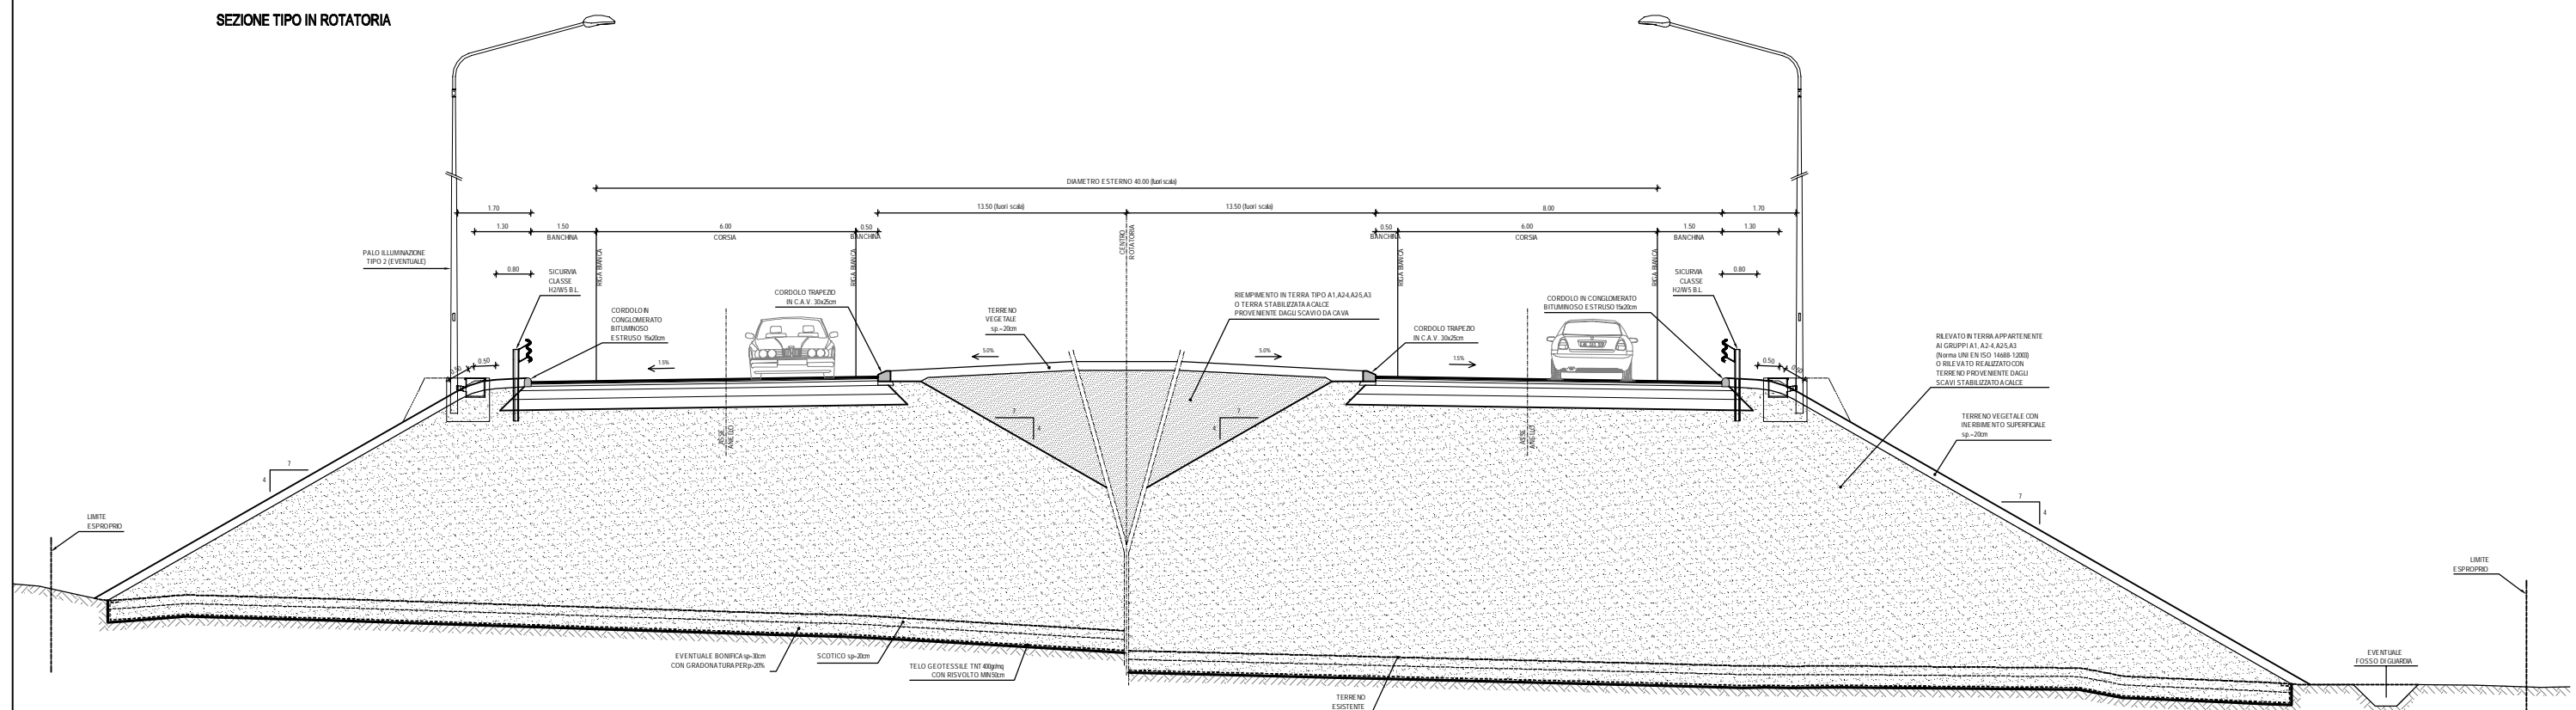 SEZIONE TIPO IN ROTATORIA
DIAMETRO ESTERNO 40.00 (fuori scala)
1.70
13.50 (fuori scala)
13.50 (fuori scala)
8.00
1.70
1.30
1.50
6.00
0.50
0.50
6.00
1.50
1.30
BANCHINA
CORSIA
BANCHINA
BANCHINA
CORSIA
BANCHINA
RIGA BIANCA
RIGA BIANCA
CENTRO
ROTATORIA
RIGA BIANCA
RIGA BIANCA
PALO ILLUMINAZIONE
TIPO 2 (EVENTUALE)
0.80
SICURVIA
CLASSE
H2/W5 B.L.
CORDOLO IN
CONGLOMERATO
BITUMINOSO
ESTRUSO 15x20cm
CORDOLO TRAPEZIO
IN C.A.V. 30x25cm
TERRENO
VEGETALE
sp.=20cm
RIEMPIMENTO IN TERRA TIPO A1,A2-4,A2-5,A3
O TERRA STABILIZZATA A CALCE
PROVENIENTE DAGLI SCAVI O DA CAVA
CORDOLO TRAPEZIO
IN C.A.V. 30x25cm
CORDOLO IN CONGLOMERATO
BITUMINOSO ESTRUSO 15x20cm
SICURVIA
CLASSE
H2/W5 B.L.
0.80
RILEVATO IN TERRA APPARTENENTE
AI GRUPPI A1, A2-4, A2-5, A3
(Norma UNI EN ISO 14688-1:2003)
O RILEVATO REALIZZATO CON
TERRENO PROVENIENTE DAGLI
SCAVI STABILIZZATO A CALCE
TERRENO VEGETALE CON
INERBIMENTO SUPERFICIALE
sp.=20cm
0.50
0.50
1.5%
5.0%
5.0%
1.5%
0.50
0.50
ASSE
ANELLO
ASSE
ANELLO
7
4
7
4
7
4
7
4
LIMITE
ESPROPRIO
LIMITE
ESPROPRIO
EVENTUALE BONIFICA sp=30cm
CON GRADONATURA PER p>20%
SCOTICO sp=20cm
TELO GEOTESSILE TNT 400gr/mq
CON RISVOLTO MIN 50cm
TERRENO
ESISTENTE
EVENTUALE
FOSSO DI GUARDIA